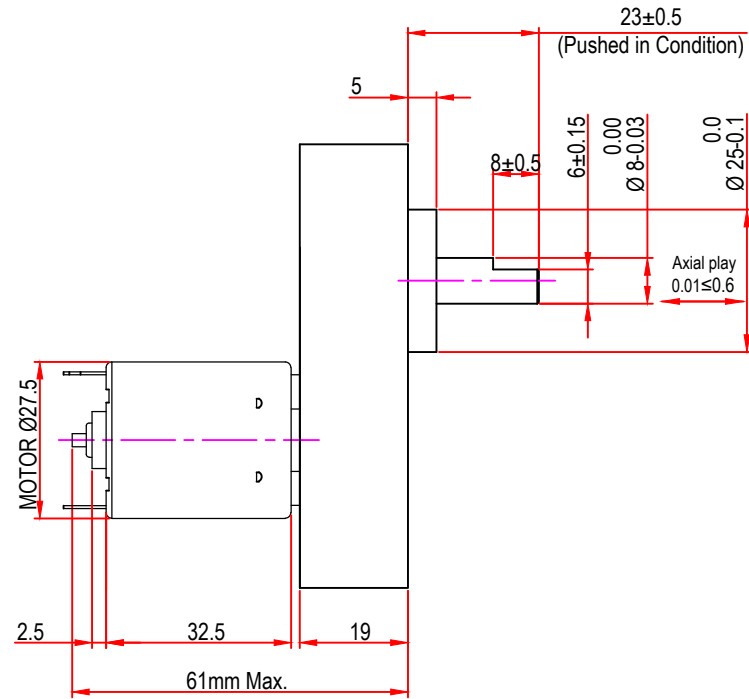 23±0.5
(Pushed in Condition)
5
8±0.5
6±0.15
0.00
Ø 8-0.03
0.0
Ø 25-0.1
Axial play
0.01≤0.6
MOTOR Ø27.5
D
D
2.5
32.5
19
61mm Max.